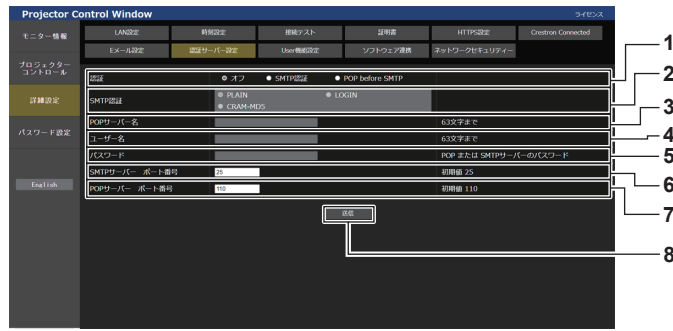 Projector Control Window
ライセンス
モニター情報
LAN設定
時刻設定
接続テスト
証明書
HTTPS設定
Crestron Connected
Eメール設定
認証サーバー設定
User機能設定
ソフトウェア連携
ネットワークセキュリティー
プロジェクター
コントロール
詳細設定
パスワード設定
English
認証
オフ
SMTP認証
POP before SMTP
1
SMTP認証
PLAIN
LOGIN
CRAM-MD5
2
POPサーバー名
63文字まで
3
ユーザー名
63文字まで
4
パスワード
POP または SMTPサーバーのパスワード
5
SMTPサーバー ポート番号
25
初期値 25
6
POPサーバー ポート番号
110
初期値 110
7
送信
8